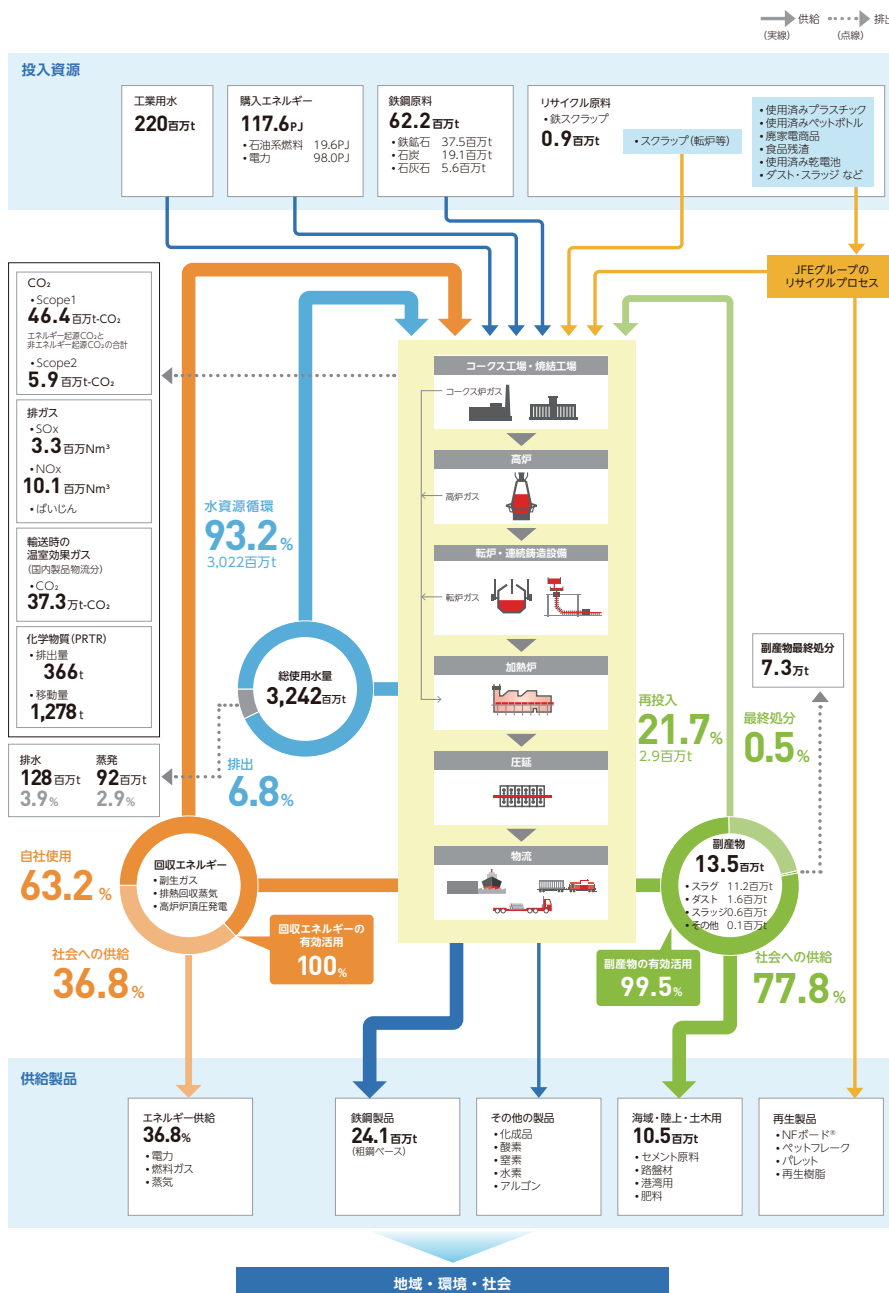 供給 排出
(実線) (点線)
投入資源
工業用水
220百万t
購入エネルギー
117.6PJ
•石油系燃料 19.6PJ
•電力 98.0PJ
鉄鋼原料
62.2百万t
•鉄鉱石 37.5百万t
•石炭 19.1百万t
•石灰石 5.6百万t
リサイクル原料
•鉄スクラップ
0.9百万t
•スクラップ(転炉等)
•使用済みプラスチック
•使用済みペットボトル
•廃家電商品
•食品残渣
•使用済み乾電池
•ダスト・スラッジ など
JFEグループの
リサイクルプロセス
CO₂
•Scope1
46.4百万t-CO₂
エネルギー起源CO₂と
非エネルギー起源CO₂の合計
•Scope2
5.9百万t-CO₂
排ガス
•SOx
3.3百万Nm³
•NOx
10.1百万Nm³
•ばいじん
輸送時の
温室効果ガス
(国内製品物流分)
•CO₂
37.3万t-CO₂
化学物質(PRTR)
•排出量
366t
•移動量
1,278t
排水 蒸発
128百万t 92百万t
3.9% 2.9%
水資源循環
93.2%
3,022百万t
総使用水量
3,242百万t
排出
6.8%
コークス工場・焼結工場
コークス炉ガス
高炉
高炉ガス
転炉・連続鋳造設備
転炉ガス
加熱炉
圧延
物流
副産物最終処分
7.3万t
再投入
21.7%
2.9百万t
最終処分
0.5%
自社使用
63.2%
回収エネルギー
•副生ガス
•排熱回収蒸気
•高炉炉頂圧発電
回収エネルギーの
有効活用
100%
社会への供給
36.8%
副産物
13.5百万t
•スラグ 11.2百万t
•ダスト 1.6百万t
•スラッジ0.6百万t
•その他 0.1百万t
副産物の有効活用
99.5%
社会への供給
77.8%
供給製品
エネルギー供給
36.8%
•電力
•燃料ガス
•蒸気
鉄鋼製品
24.1百万t
(粗鋼ベース)
その他の製品
•化成品
•酸素
•窒素
•水素
•アルゴン
海域・陸上・土木用
10.5百万t
•セメント原料
•路盤材
•港湾用
•肥料
再生製品
•NFボード®
•ペットフレーク
•パレット
•再生樹脂
地域・環境・社会